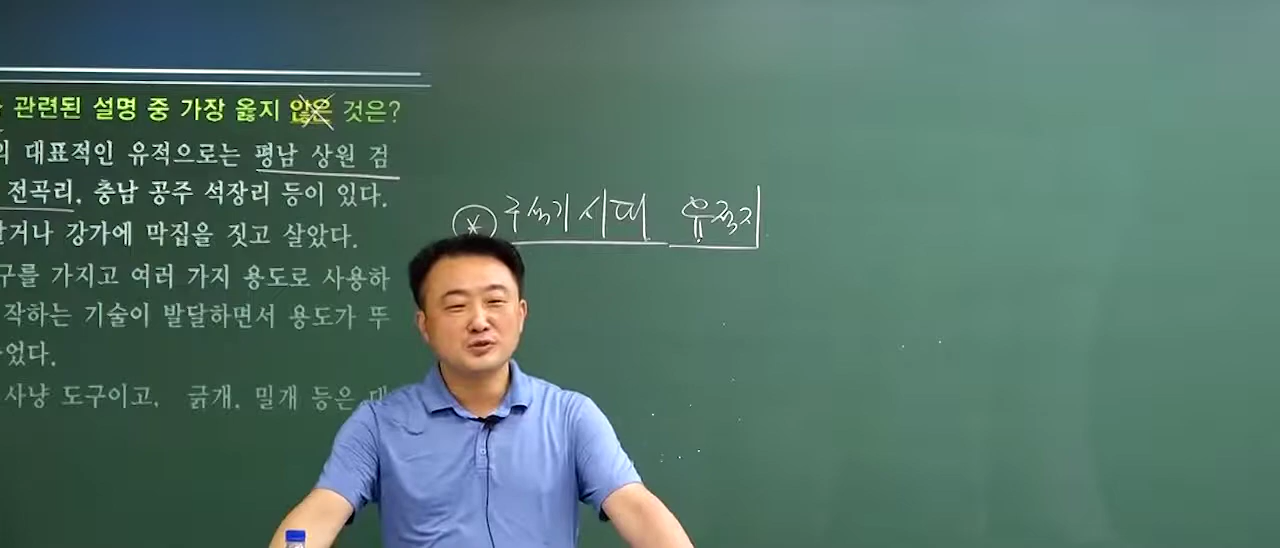 관련된 설명 중 가장 옳지 않은 것은?
의 대표적인 유적으로는 평남 상원 검
전곡리, 충남 공주 석장리 등이 있다.
거나 강가에 막집을 짓고 살았다.
구를 가지고 여러 가지 용도로 사용하
작하는 기술이 발달하면서 용도가 뚜
었다.
사냥 도구이고, 긁개, 밀개 등은 대
구석기시대 유적지